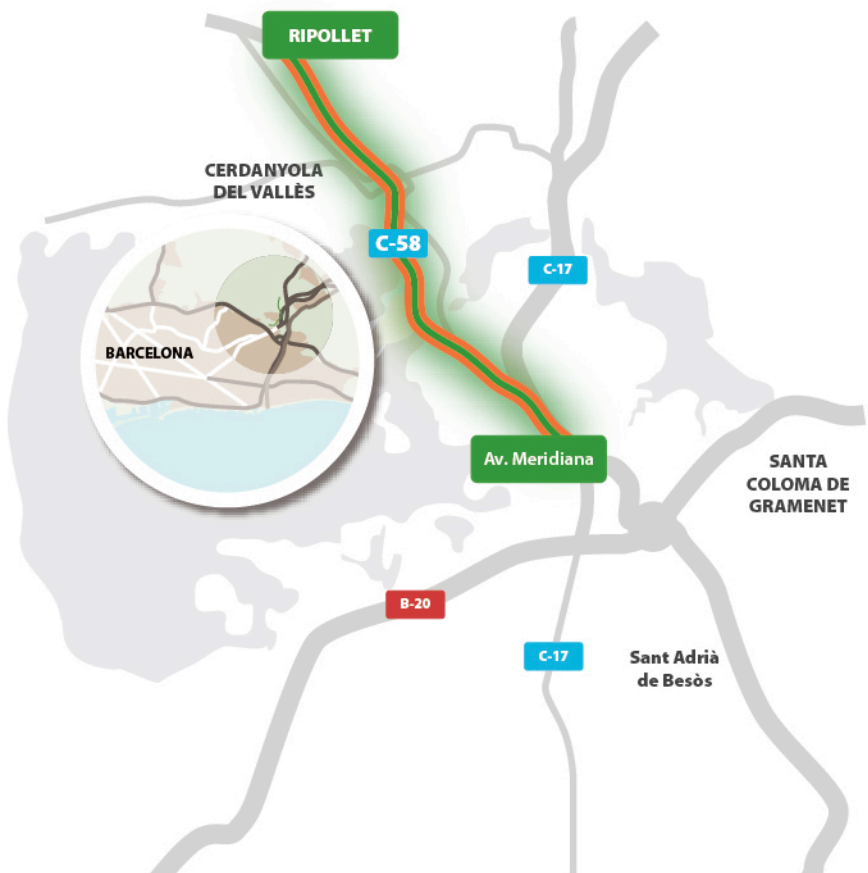 RIPOLLET
CERDANYOLA
DEL VALLÈS
C-58
C-17
BARCELONA
Av. Meridiana
SANTA
COLOMA DE
GRAMENET
B-20
C-17
Sant Adrià
de Besòs